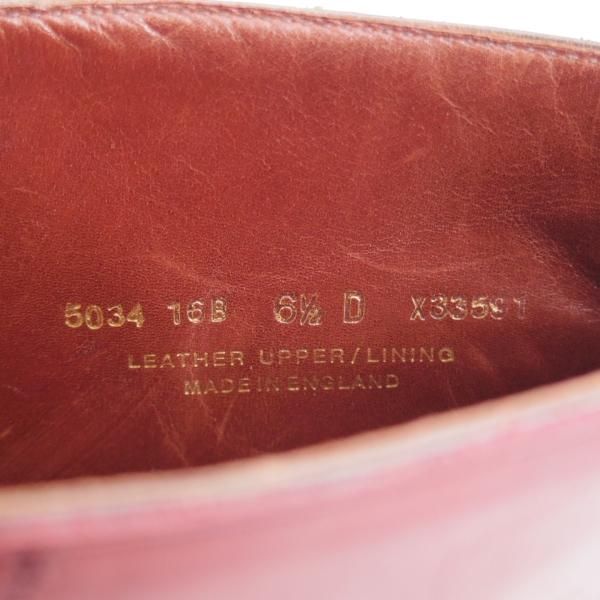 5034 16B 6½ D X33591
LEATHER UPPER/LINING
MADE IN ENGLAND